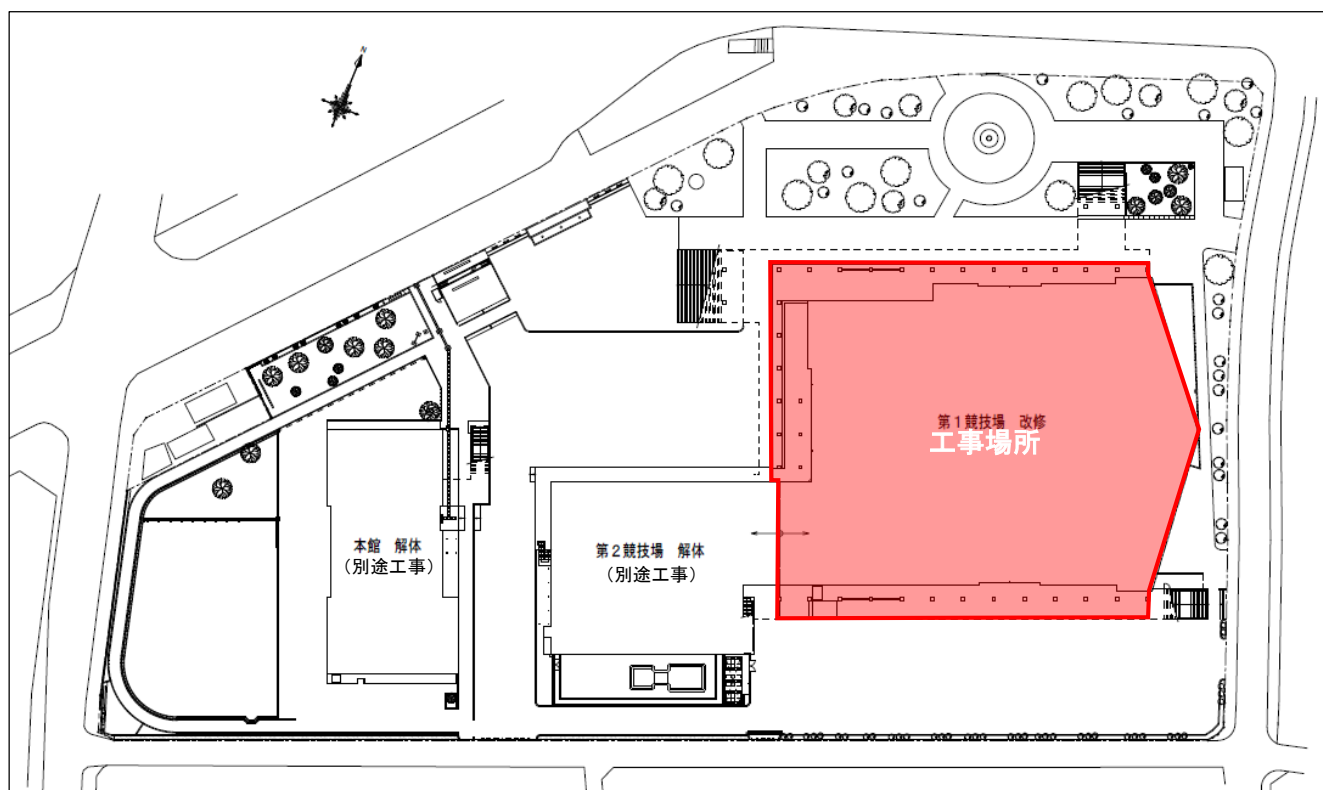 N
第1競技場　改修
工事場所
本館　解体
(別途工事)
第2競技場　解体
(別途工事)